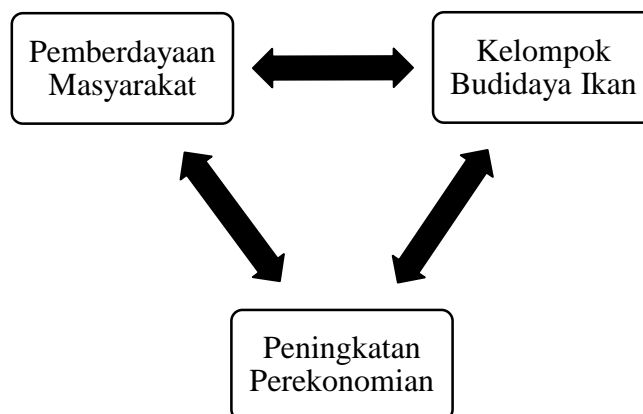 Pemberdayaan
Masyarakat
Kelompok
Budidaya Ikan
Peningkatan
Perekonomian